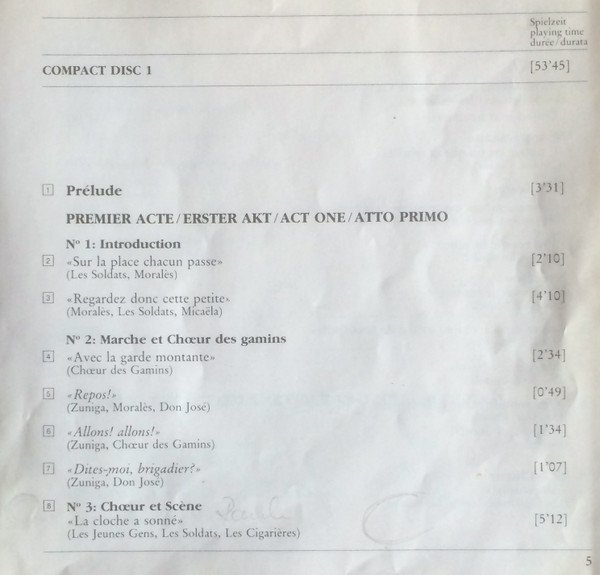 Spielzeit
playing time
durée/durata
COMPACT DISC 1 [53'45]
1 Prélude [3'31]
PREMIER ACTE/ERSTER AKT/ACT ONE/ATTO PRIMO
Nº 1: Introduction
2 «Sur la place chacun passe» [2'10]
(Les Soldats, Moralès)
3 «Regardez donc cette petite» [4'10]
(Moralès, Les Soldats, Micaëla)
Nº 2: Marche et Chœur des gamins
4 «Avec la garde montante» [2'34]
(Chœur des Gamins)
5 «Repos!» [0'49]
(Zuniga, Moralès, Don José)
6 «Allons! allons!» [1'34]
(Zuniga, Chœur des Gamins)
7 «Dites-moi, brigadier?» [1'07]
(Zuniga, Don José)
8 Nº 3: Chœur et Scène
«La cloche a sonné» [5'12]
(Les Jeunes Gens, Les Soldats, Les Cigarières)
5